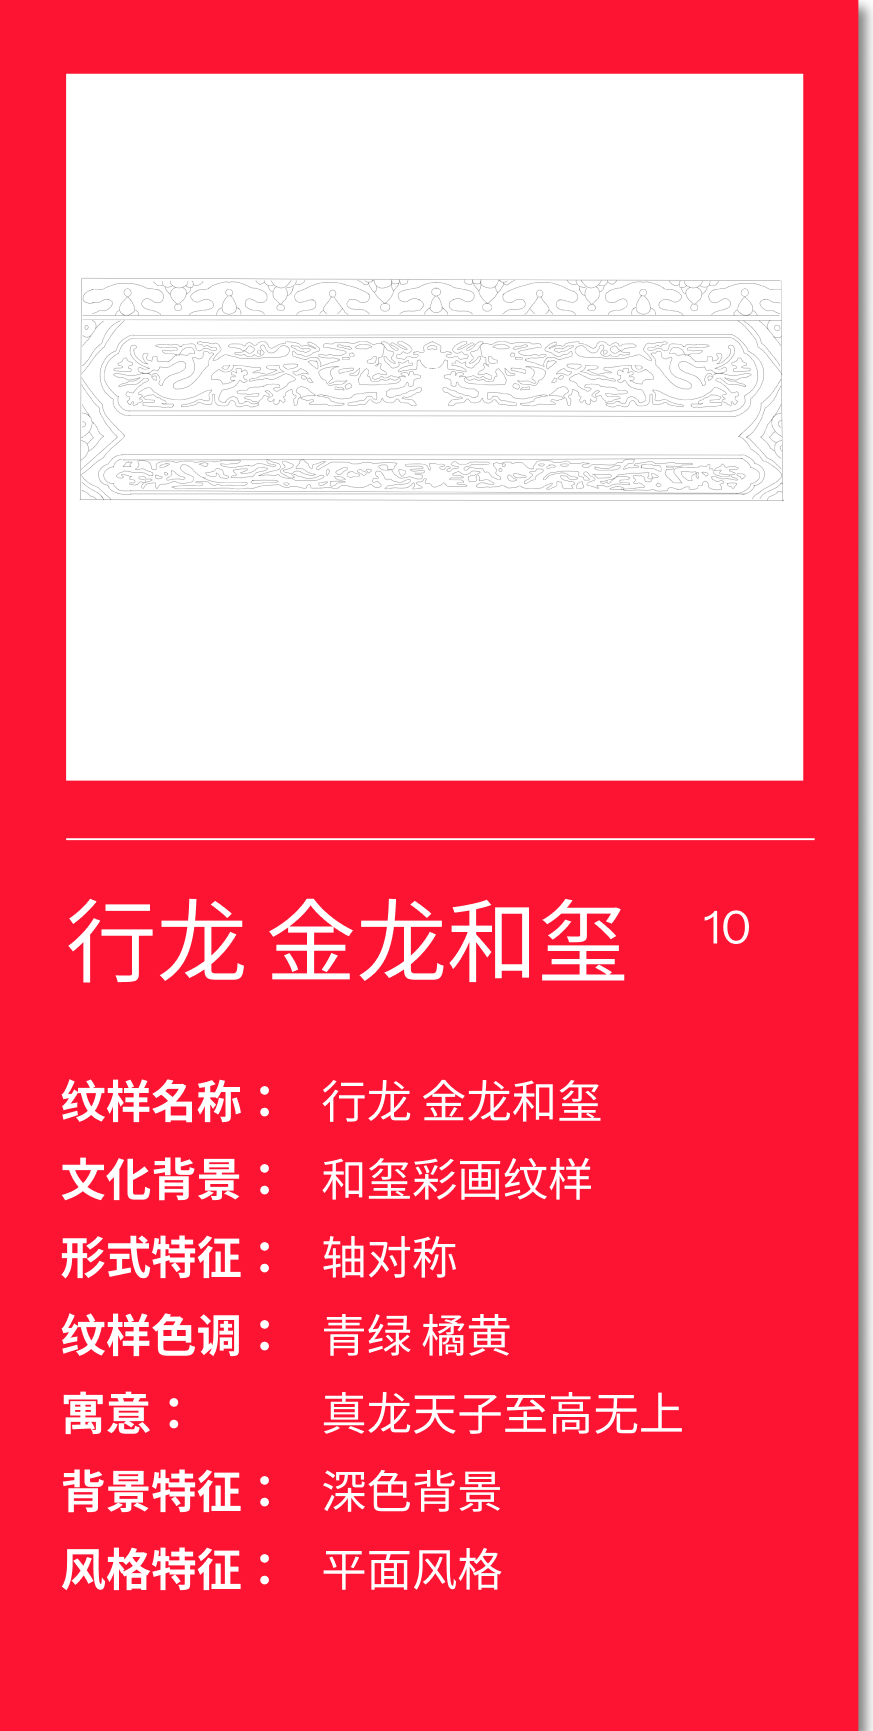 行龙 金龙和玺 10
纹样名称： 行龙 金龙和玺
文化背景： 和玺彩画纹样
形式特征： 轴对称
纹样色调： 青绿 橘黄
寓意： 真龙天子至高无上
背景特征： 深色背景
风格特征： 平面风格